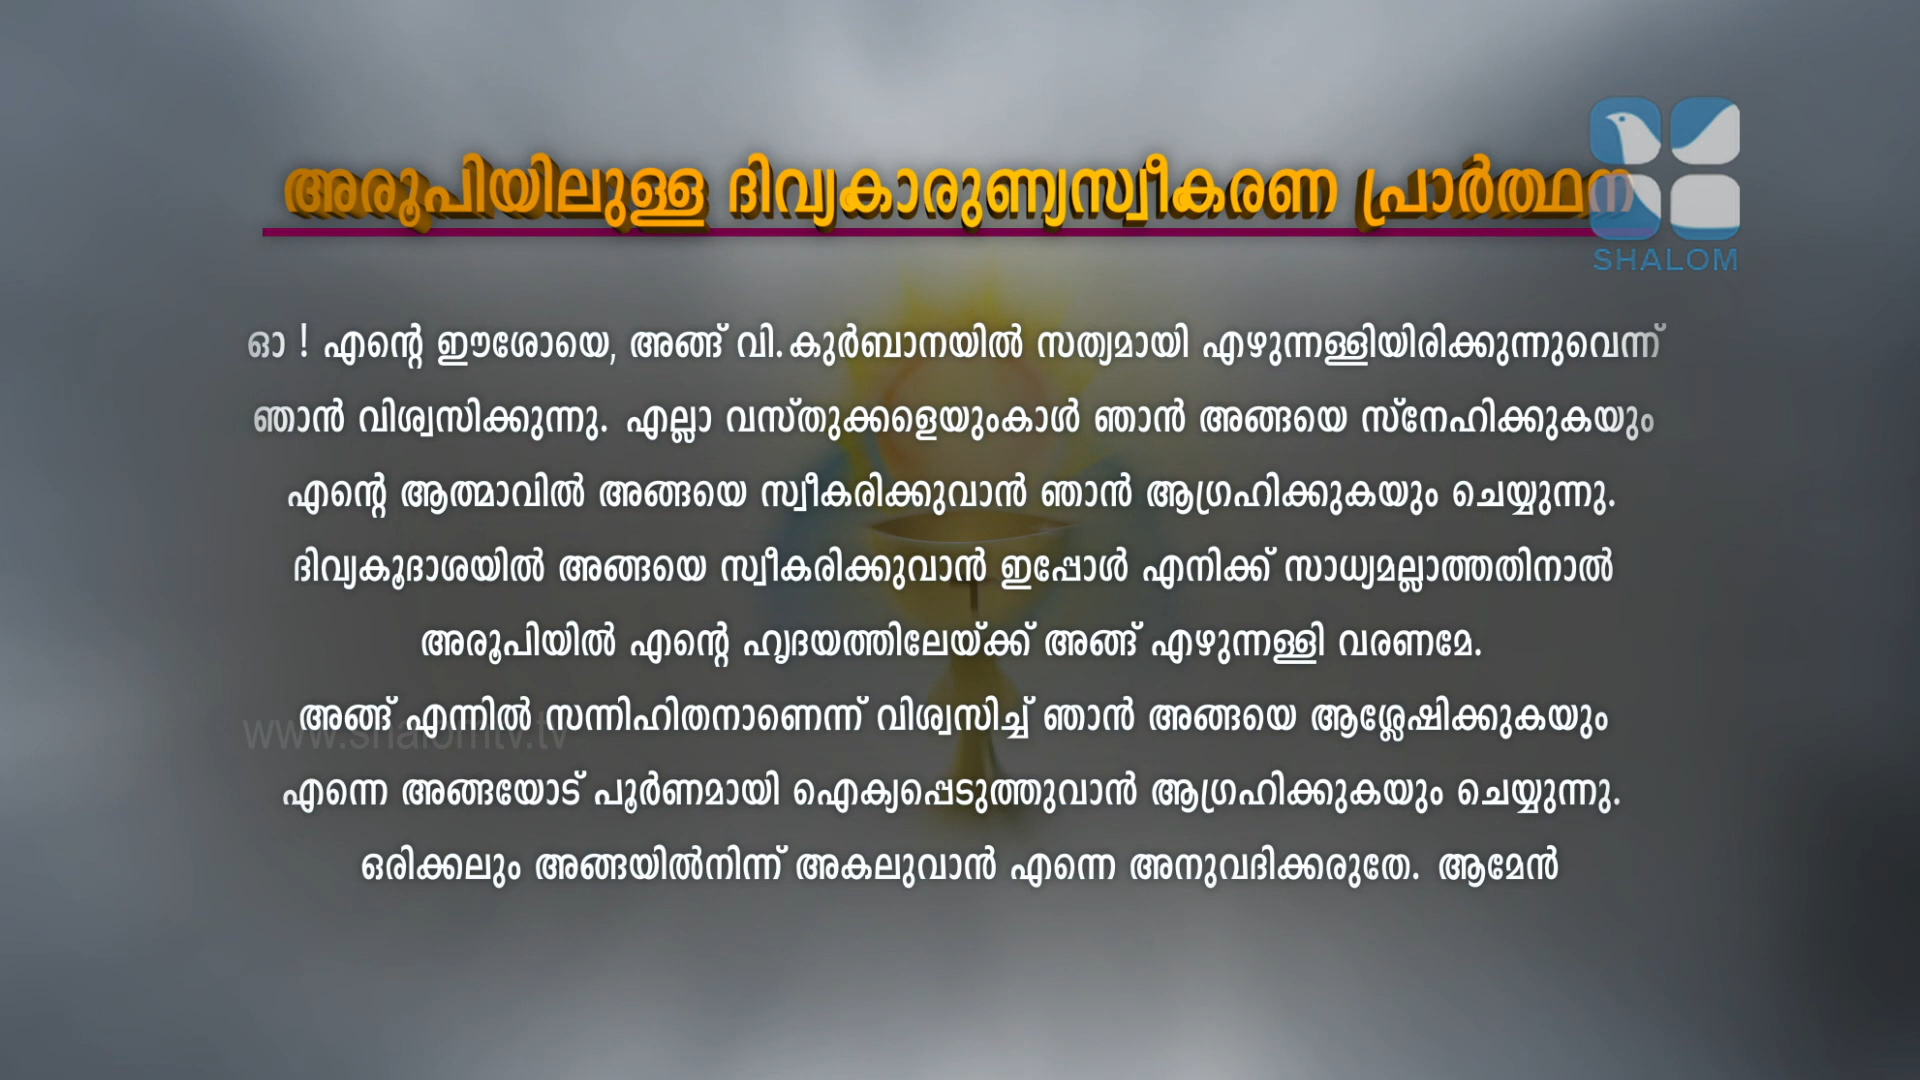 അരൂപിയിലുള്ള ദിവ്യകാരുണ്യസ്വീകരണ പ്രാർത്ഥന
SHALOM
ഓ ! എന്റെ ഈശോയെ, അങ്ങ് വി. കുർബാനയിൽ സത്യമായി എഴുന്നള്ളിയിരിക്കുന്നുവെന്ന്
ഞാൻ വിശ്വസിക്കുന്നു. എല്ലാ വസ്തുക്കളെയുംകാൾ ഞാൻ അങ്ങയെ സ്നേഹിക്കുകയും
എന്റെ ആത്മാവിൽ അങ്ങയെ സ്വീകരിക്കുവാൻ ഞാൻ ആഗ്രഹിക്കുകയും ചെയ്യുന്നു.
ദിവ്യകൂദാശയിൽ അങ്ങയെ സ്വീകരിക്കുവാൻ ഇപ്പോൾ എനിക്ക് സാധ്യമല്ലാത്തതിനാൽ
അരൂപിയിൽ എന്റെ ഹൃദയത്തിലേയ്ക്ക് അങ്ങ് എഴുന്നള്ളി വരണമേ.
അങ്ങ് എന്നിൽ സന്നിഹിതനാണെന്ന് വിശ്വസിച്ച് ഞാൻ അങ്ങയെ ആശ്ലേഷിക്കുകയും
www.shalomtv.tv
എന്നെ അങ്ങയോട് പൂർണമായി ഐക്യപ്പെടുത്തുവാൻ ആഗ്രഹിക്കുകയും ചെയ്യുന്നു.
ഒരിക്കലും അങ്ങയിൽനിന്ന് അകലുവാൻ എന്നെ അനുവദിക്കരുതേ. ആമേൻ